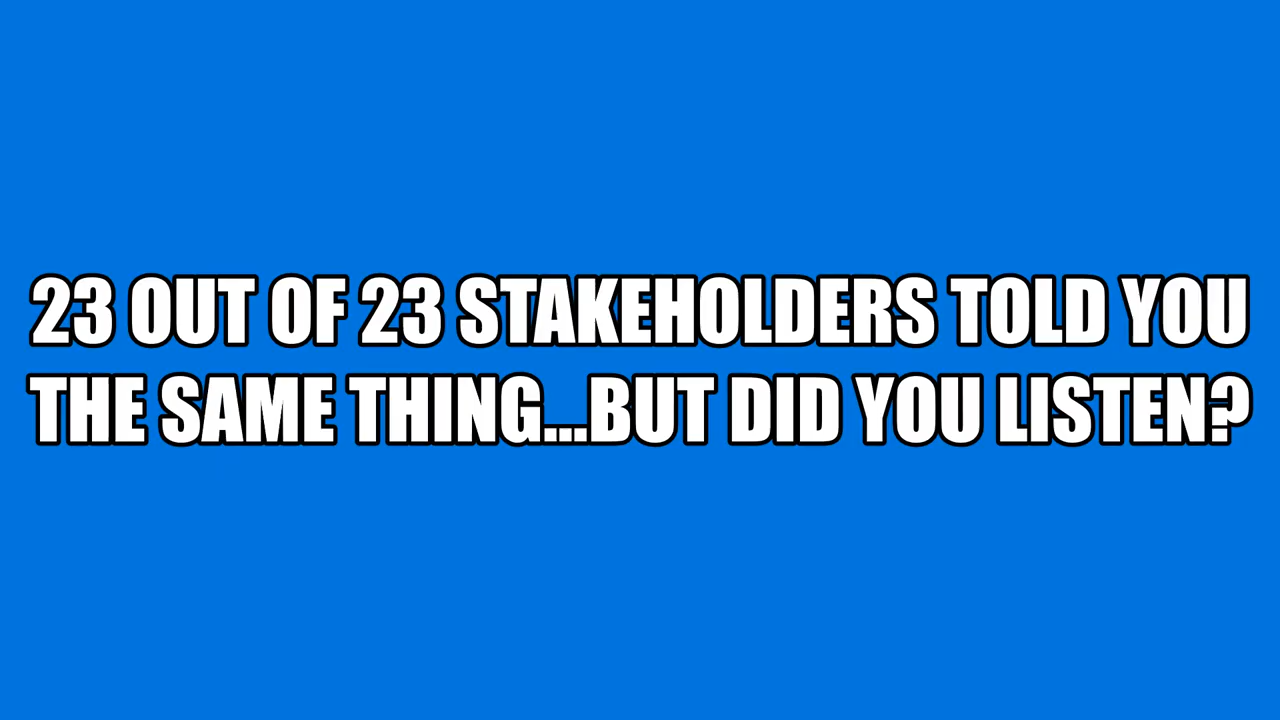 23 OUT OF 23 STAKEHOLDERS TOLD YOU
THE SAME THING...BUT DID YOU LISTEN?